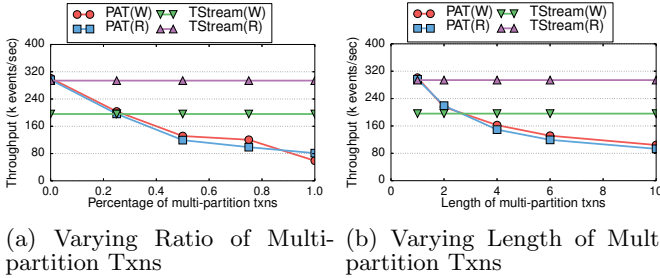 PAT(W) TStream(W)
PAT(R) TStream(R)
Throughput (k events/sec)
400
320
240
160
80
0
0.0 0.2 0.4 0.6 0.8 1.0
Percentage of multi-partition txns
(a) Varying Ratio of Multi-
partition Txns
PAT(W) TStream(W)
PAT(R) TStream(R)
Throughput (k events/sec)
400
320
240
160
80
0
0 2 4 6 8 10
Length of multi-partition txns
(b) Varying Length of Mult
partition Txns